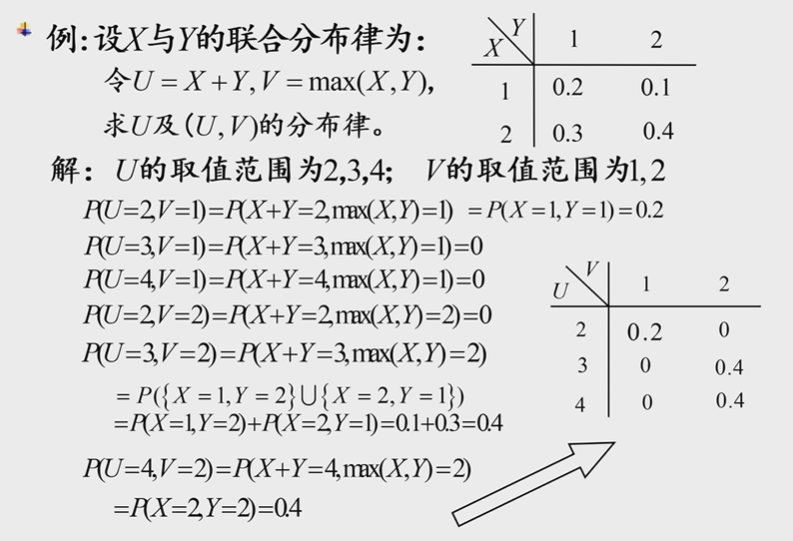 例:设X与Y的联合分布律为:
令U = X + Y, V = max(X,Y),
求U及(U,V)的分布律。
X Y 1 2
1 0.2 0.1
2 0.3 0.4
解: U的取值范围为2,3,4; V的取值范围为1,2
P(U=2,V=1)=P(X+Y=2,max(X,Y)=1) = P(X =1,Y =1) = 0.2
P(U=3,V=1)=P(X+Y=3,max(X,Y)=1)=0
P(U=4,V=1)=P(X+Y=4,max(X,Y)=1)=0
P(U=2,V=2)=P(X+Y=2,max(X,Y)=2)=0
P(U=3,V=2)=P(X+Y=3,max(X,Y)=2)
= P({X =1,Y = 2}∪{X = 2,Y =1})
=P(X=1,Y=2)+P(X=2,Y=1)=0.1+0.3=0.4
P(U=4,V=2)=P(X+Y=4,max(X,Y)=2)
=P(X=2,Y=2)=0.4
U V 1 2
2 0.2 0
3 0 0.4
4 0 0.4